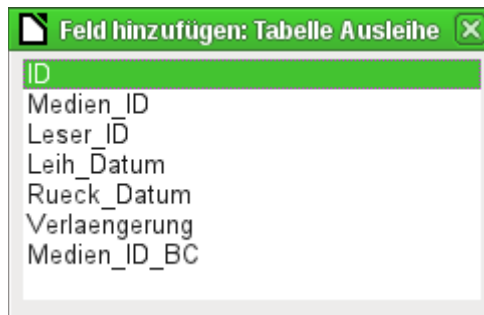 Feld hinzufügen: Tabelle Ausleihe
ID
Medien_ID
Leser_ID
Leih_Datum
Rueck_Datum
Verlaengerung
Medien_ID_BC